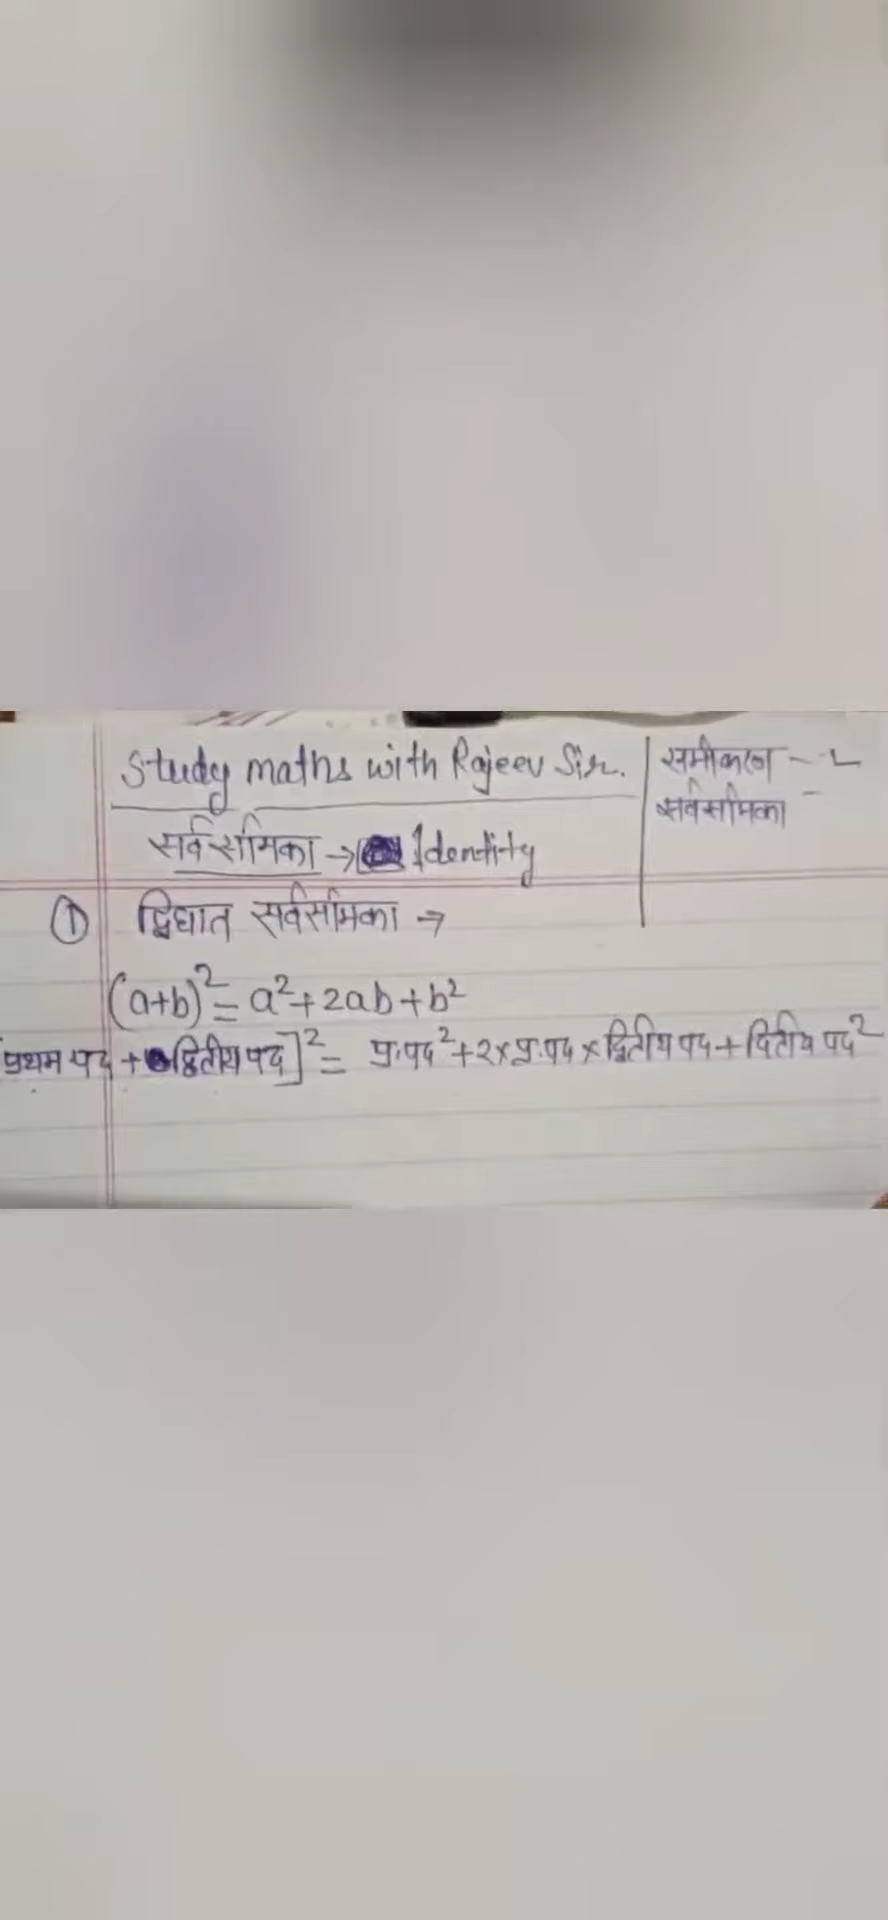 Study maths with Rajeev Sir.
समीकरण -
सर्वसमिका -
सर्वसमिका → Identity
① द्विघात सर्वसमिका →
(a+b)² = a² + 2ab + b²
प्रथम पद + द्वितीय पद]² = प्र.पद² + 2 × प्र.पद × द्वितीय पद + द्वितीय पद²